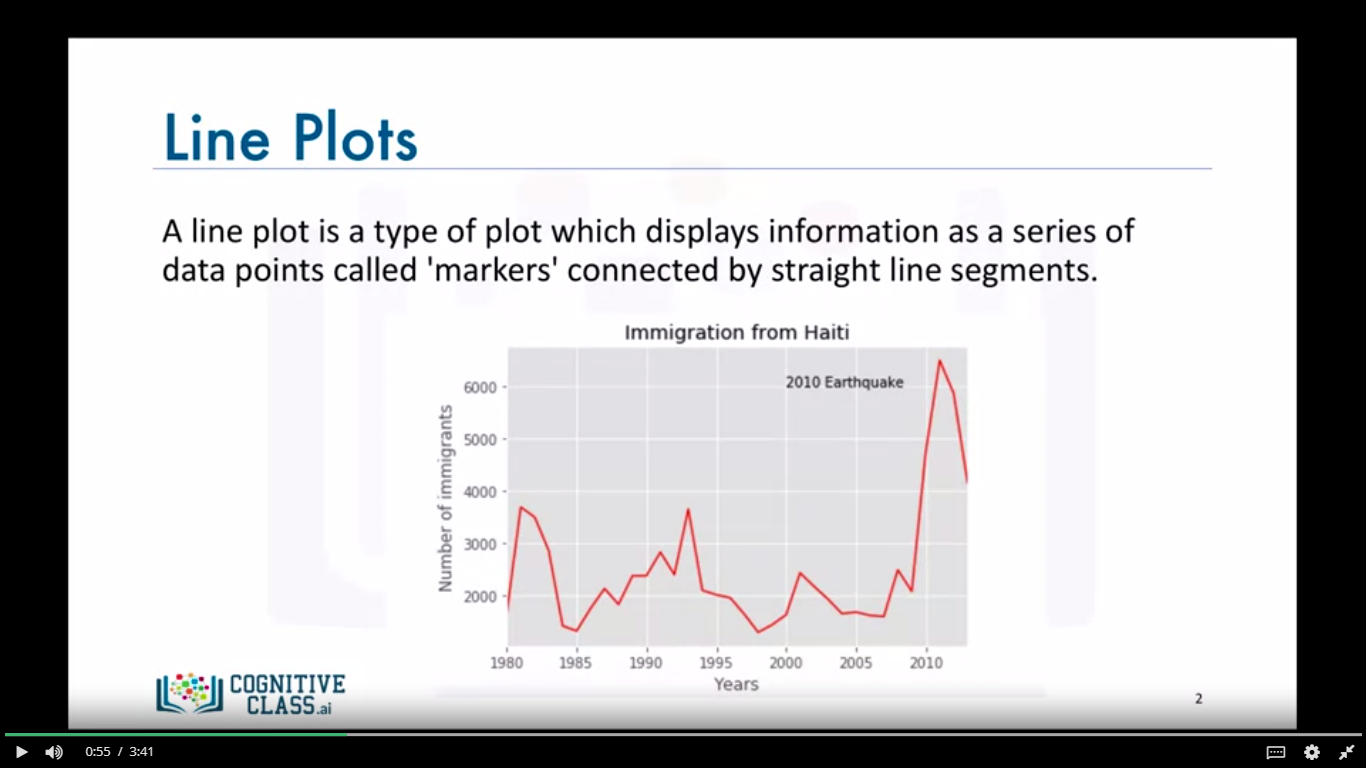 Line Plots
A line plot is a type of plot which displays information as a series of
data points called 'markers' connected by straight line segments.
Immigration from Haiti
2010 Earthquake
Number of immigrants
6000
5000
4000
3000
2000
1980 1985 1990 1995 2000 2005 2010
Years
COGNITIVE
CLASS.ai
2
0:55 / 3:41